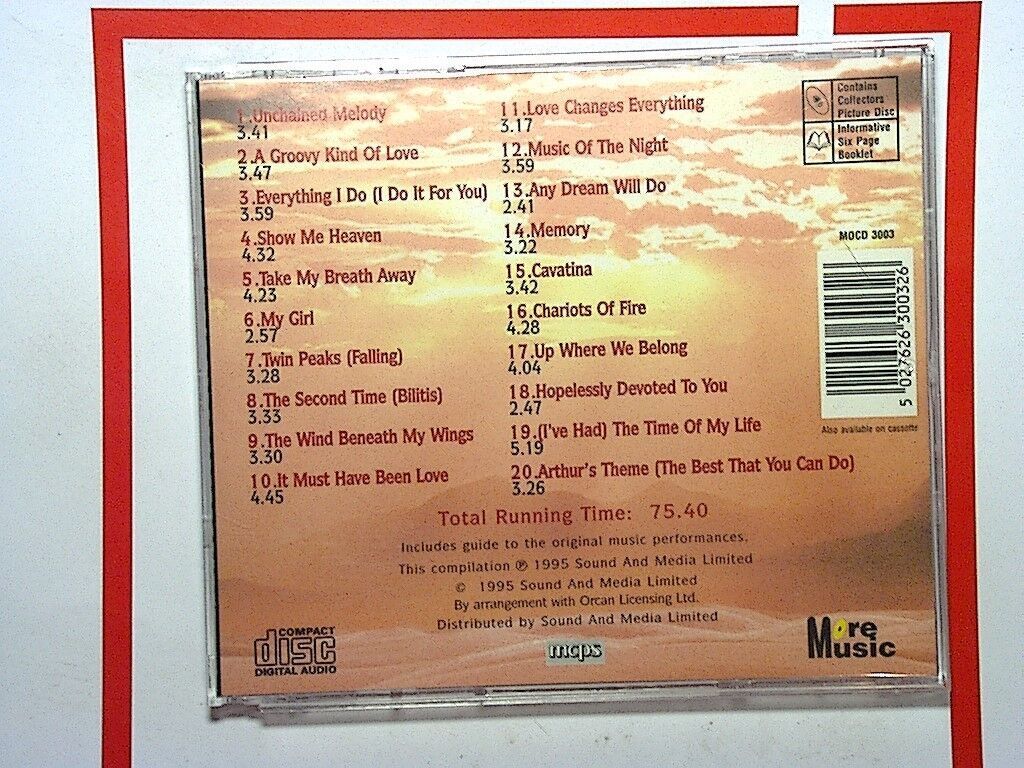 1.Unchained Melody
3.41
2.A Groovy Kind Of Love
3.47
3.Everything I Do (I Do It For You)
3.59
4.Show Me Heaven
4.32
5.Take My Breath Away
4.23
6.My Girl
2.57
7.Twin Peaks (Falling)
3.28
8.The Second Time (Bilitis)
3.33
9.The Wind Beneath My Wings
3.30
10.It Must Have Been Love
4.45
11.Love Changes Everything
3.17
12.Music Of The Night
3.59
13.Any Dream Will Do
2.41
14.Memory
3.22
15.Cavatina
3.42
16.Chariots Of Fire
4.28
17.Up Where We Belong
4.04
18.Hopelessly Devoted To You
2.47
19.(I've Had) The Time Of My Life
5.19
20.Arthur's Theme (The Best That You Can Do)
3.26
Contains
Collectors
Picture Disc
Informative
Six Page
Booklet
MOCD 3003
5 027626 300326
Also available on cassette
Total Running Time: 75.40
Includes guide to the original music performances.
This compilation ℗ 1995 Sound And Media Limited
© 1995 Sound And Media Limited
By arrangement with Orcan Licensing Ltd.
Distributed by Sound And Media Limited
COMPACT
disc
DIGITAL AUDIO
mcps
More
Music